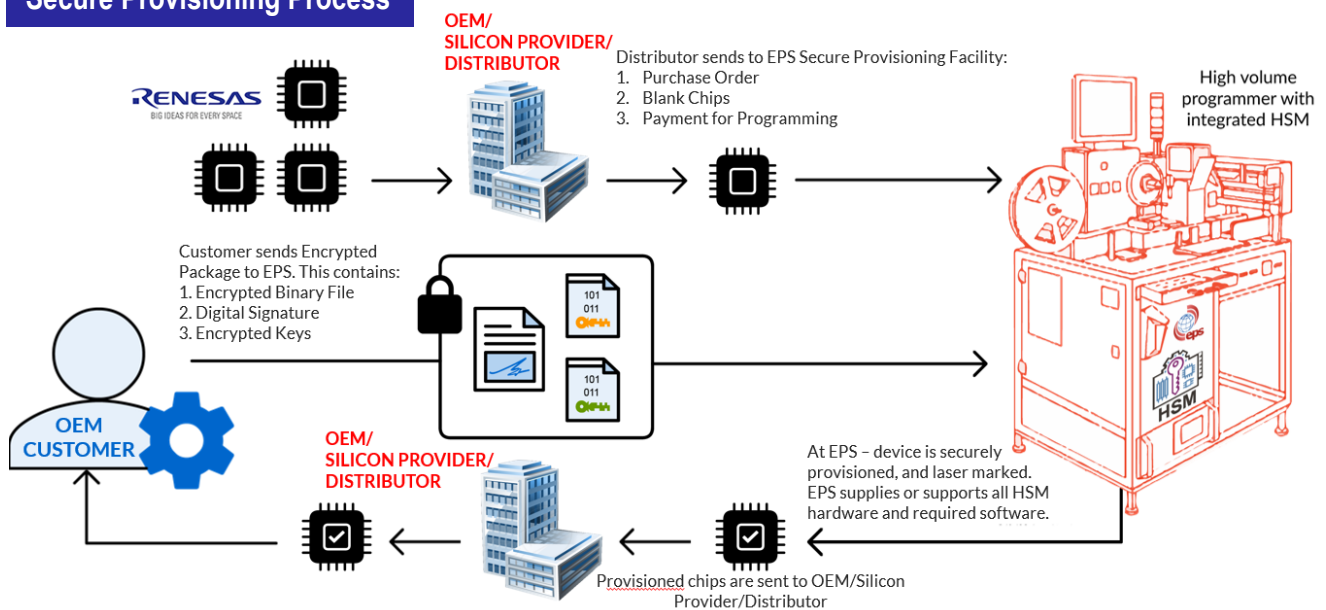 Secure Provisioning Process
OEM/
SILICON PROVIDER/
DISTRIBUTOR
RENESAS
BIG IDEAS FOR EVERY SPACE
Distributor sends to EPS Secure Provisioning Facility:
1. Purchase Order
2. Blank Chips
3. Payment for Programming
High volume
programmer with
integrated HSM
Customer sends Encrypted
Package to EPS. This contains:
1. Encrypted Binary File
2. Digital Signature
3. Encrypted Keys
101
011
101
011
eps
HSM
OEM
CUSTOMER
OEM/
SILICON PROVIDER/
DISTRIBUTOR
At EPS – device is securely
provisioned, and laser marked.
EPS supplies or supports all HSM
hardware and required software.
Provisioned chips are sent to OEM/Silicon
Provider/Distributor